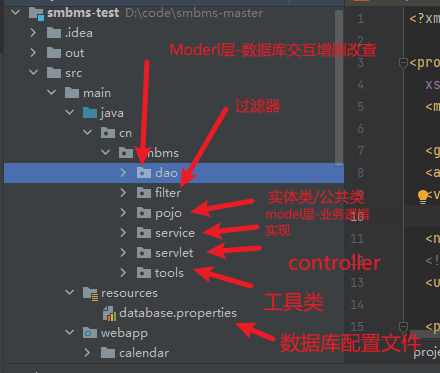 smbms-test D:\code\smbms-master
.idea
out
src
main
java
cn
mbms
dao
filter
pojo
service
servlet
tools
resources
database.properties
webapp
calendar
Moderl层-数据库交互增删改查
过滤器
实体类/公共类
model层-业务逻辑
实现
controller
工具类
数据库配置文件
1
2
3
4
5
6
7
8
9
10
11
12
13
14
15
<?xm
<pro
xs
<m
<g
<a
<v
<n
<!
<u
<p
proj